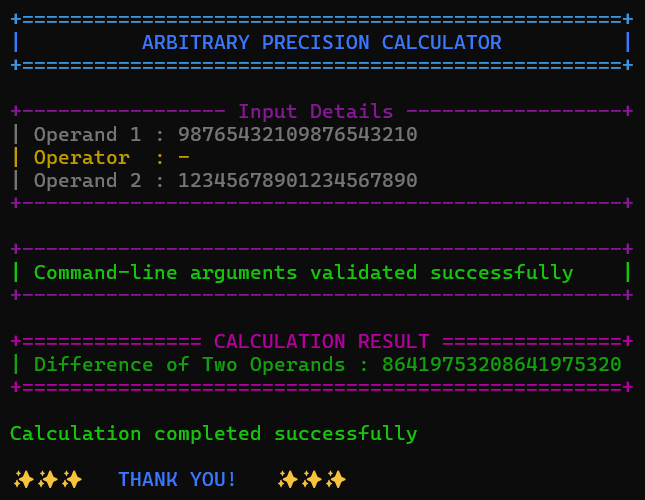 +==================================================+
|          ARBITRARY PRECISION CALCULATOR          |
+==================================================+
+----------------- Input Details ------------------+
| Operand 1 : 98765432109876543210
| Operator  : -
| Operand 2 : 12345678901234567890
+--------------------------------------------------+
+--------------------------------------------------+
| Command-line arguments validated successfully    |
+--------------------------------------------------+
+=============== CALCULATION RESULT ===============+
| Difference of Two Operands : 86419753208641975320
+==================================================+
Calculation completed successfully
✨✨✨   THANK YOU!   ✨✨✨